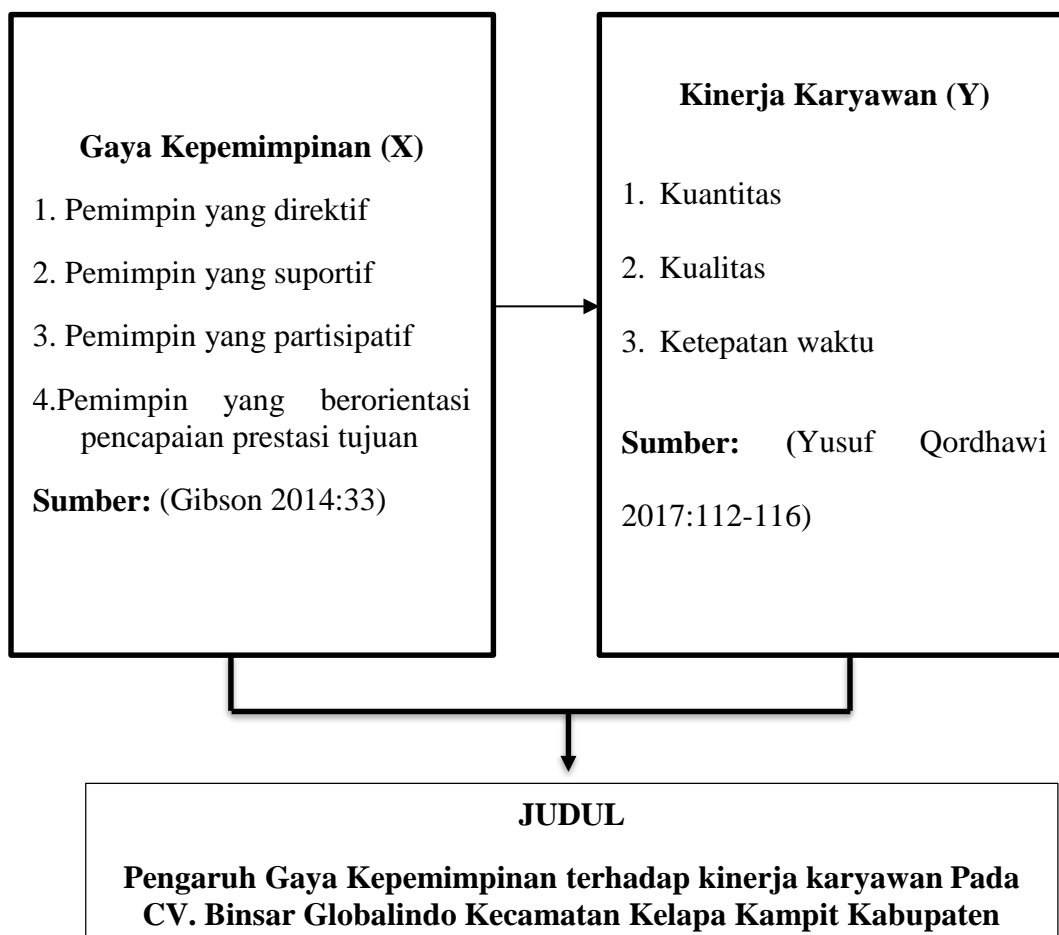 Gaya Kepemimpinan (X)
1. Pemimpin yang direktif
2. Pemimpin yang suportif
3. Pemimpin yang partisipatif
4.Pemimpin yang berorientasi
pencapaian prestasi tujuan
Sumber: (Gibson 2014:33)
Kinerja Karyawan (Y)
1. Kuantitas
2. Kualitas
3. Ketepatan waktu
Sumber: (Yusuf Qordhawi
2017:112-116)
JUDUL
Pengaruh Gaya Kepemimpinan terhadap kinerja karyawan Pada
CV. Binsar Globalindo Kecamatan Kelapa Kampit Kabupaten